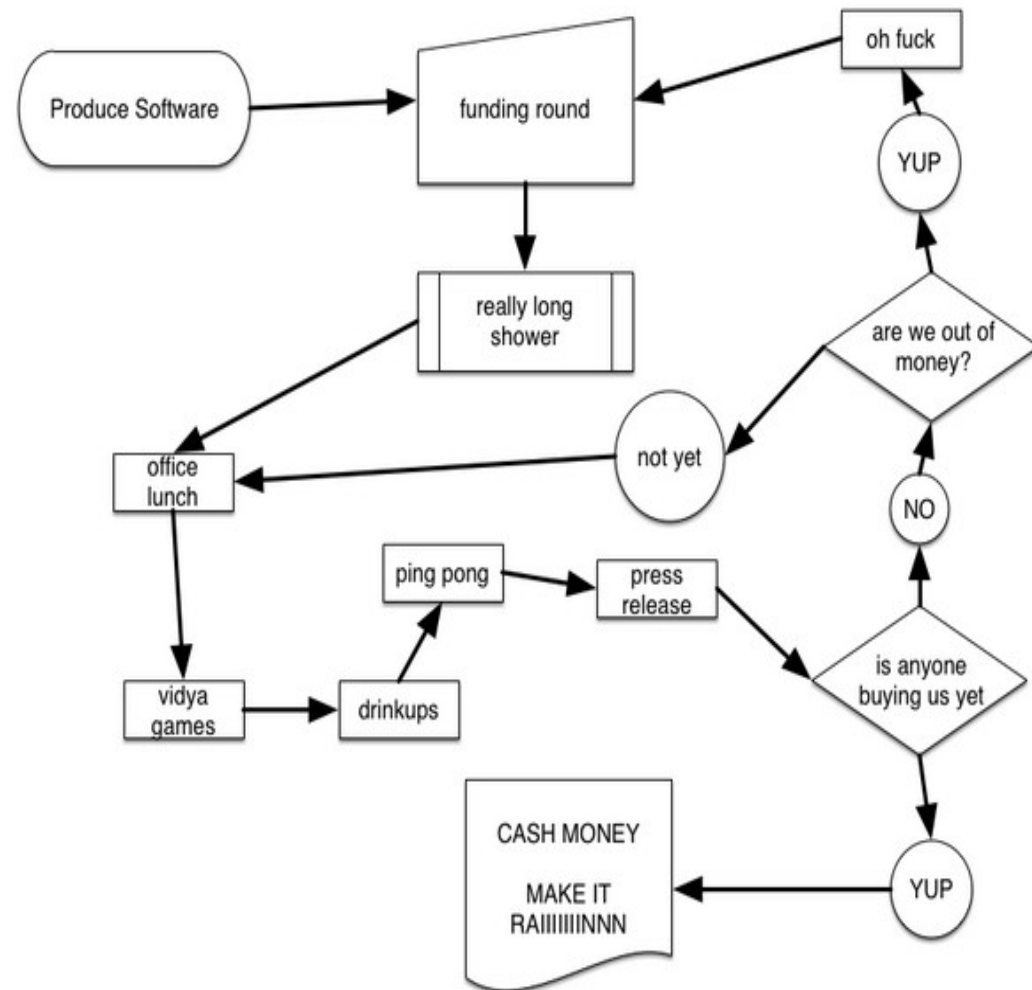 Produce Software
funding round
oh fuck
YUP
really long
shower
are we out of
money?
not yet
office
lunch
NO
ping pong
press
release
is anyone
buying us yet
vidya
games
drinkups
CASH MONEY
MAKE IT
RAIIIIIIINNN
YUP